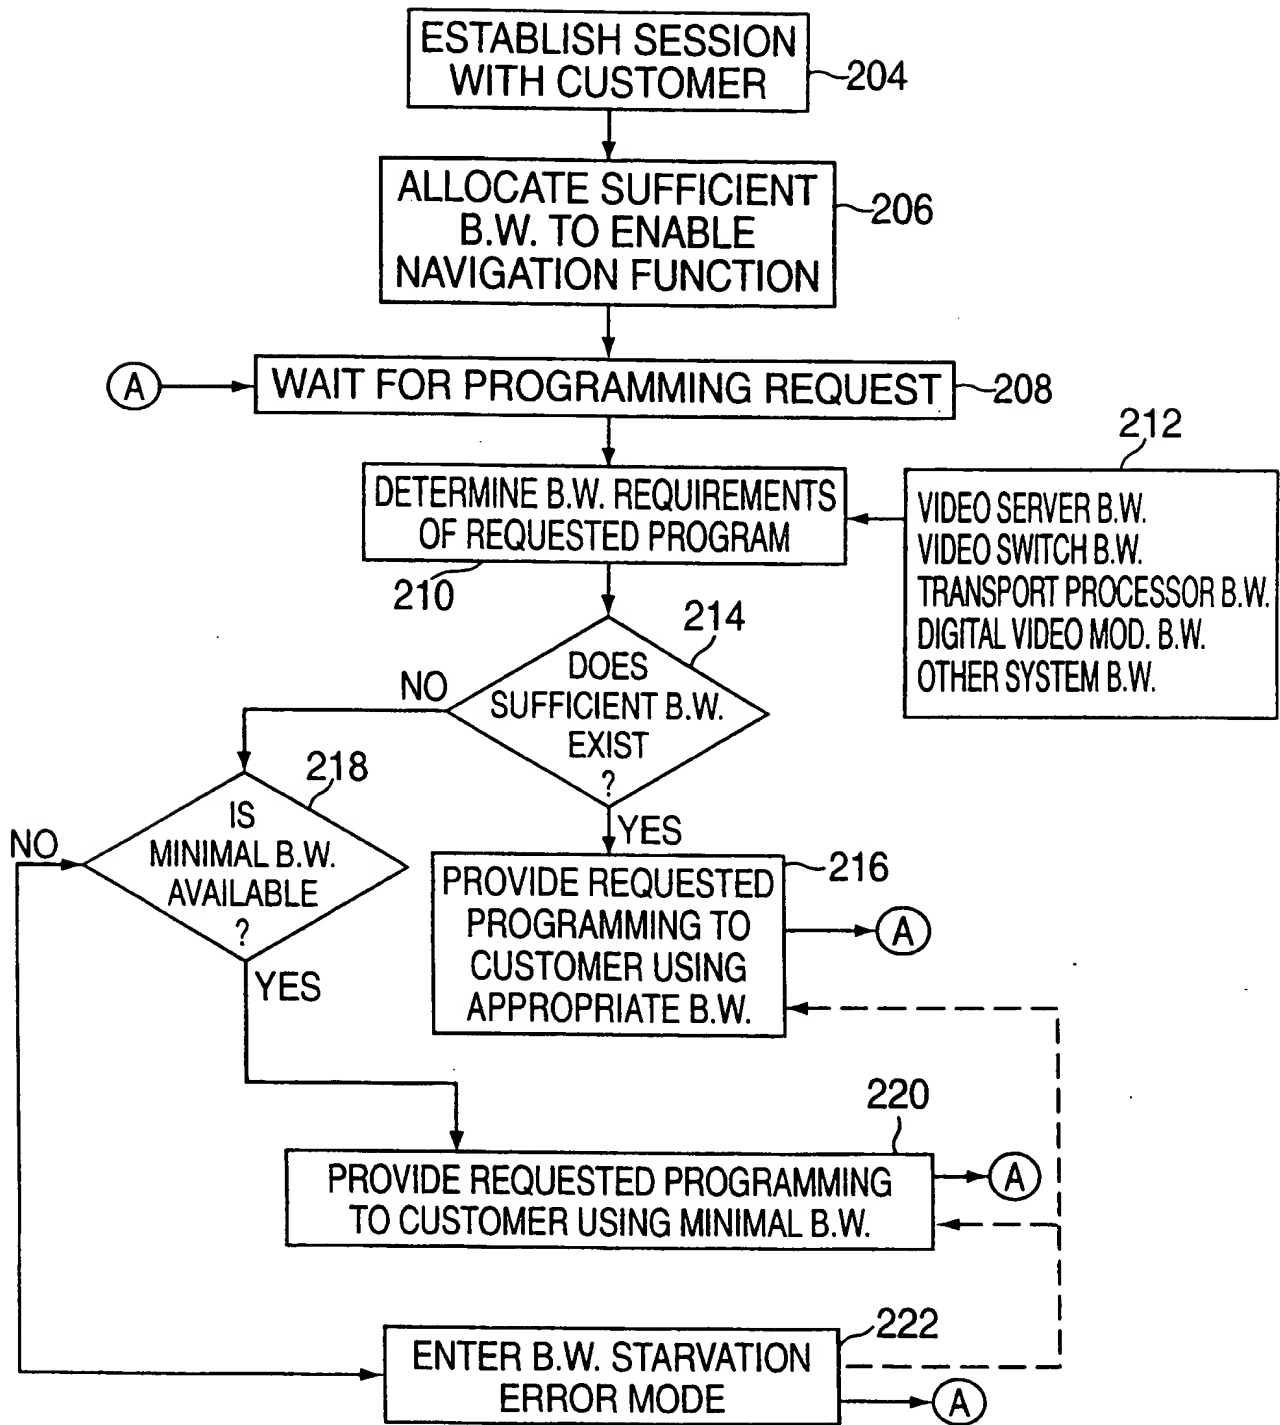 ESTABLISH SESSION
WITH CUSTOMER
204
ALLOCATE SUFFICIENT
B.W. TO ENABLE
NAVIGATION FUNCTION
206
A
WAIT FOR PROGRAMMING REQUEST
208
DETERMINE B.W. REQUIREMENTS
OF REQUESTED PROGRAM
210
212
VIDEO SERVER B.W.
VIDEO SWITCH B.W.
TRANSPORT PROCESSOR B.W.
DIGITAL VIDEO MOD. B.W.
OTHER SYSTEM B.W.
214
DOES
SUFFICIENT B.W.
EXIST
?
NO
YES
218
IS
MINIMAL B.W.
AVAILABLE
?
NO
YES
216
PROVIDE REQUESTED
PROGRAMMING TO
CUSTOMER USING
APPROPRIATE B.W.
A
220
PROVIDE REQUESTED PROGRAMMING
TO CUSTOMER USING MINIMAL B.W.
A
222
ENTER B.W. STARVATION
ERROR MODE
A